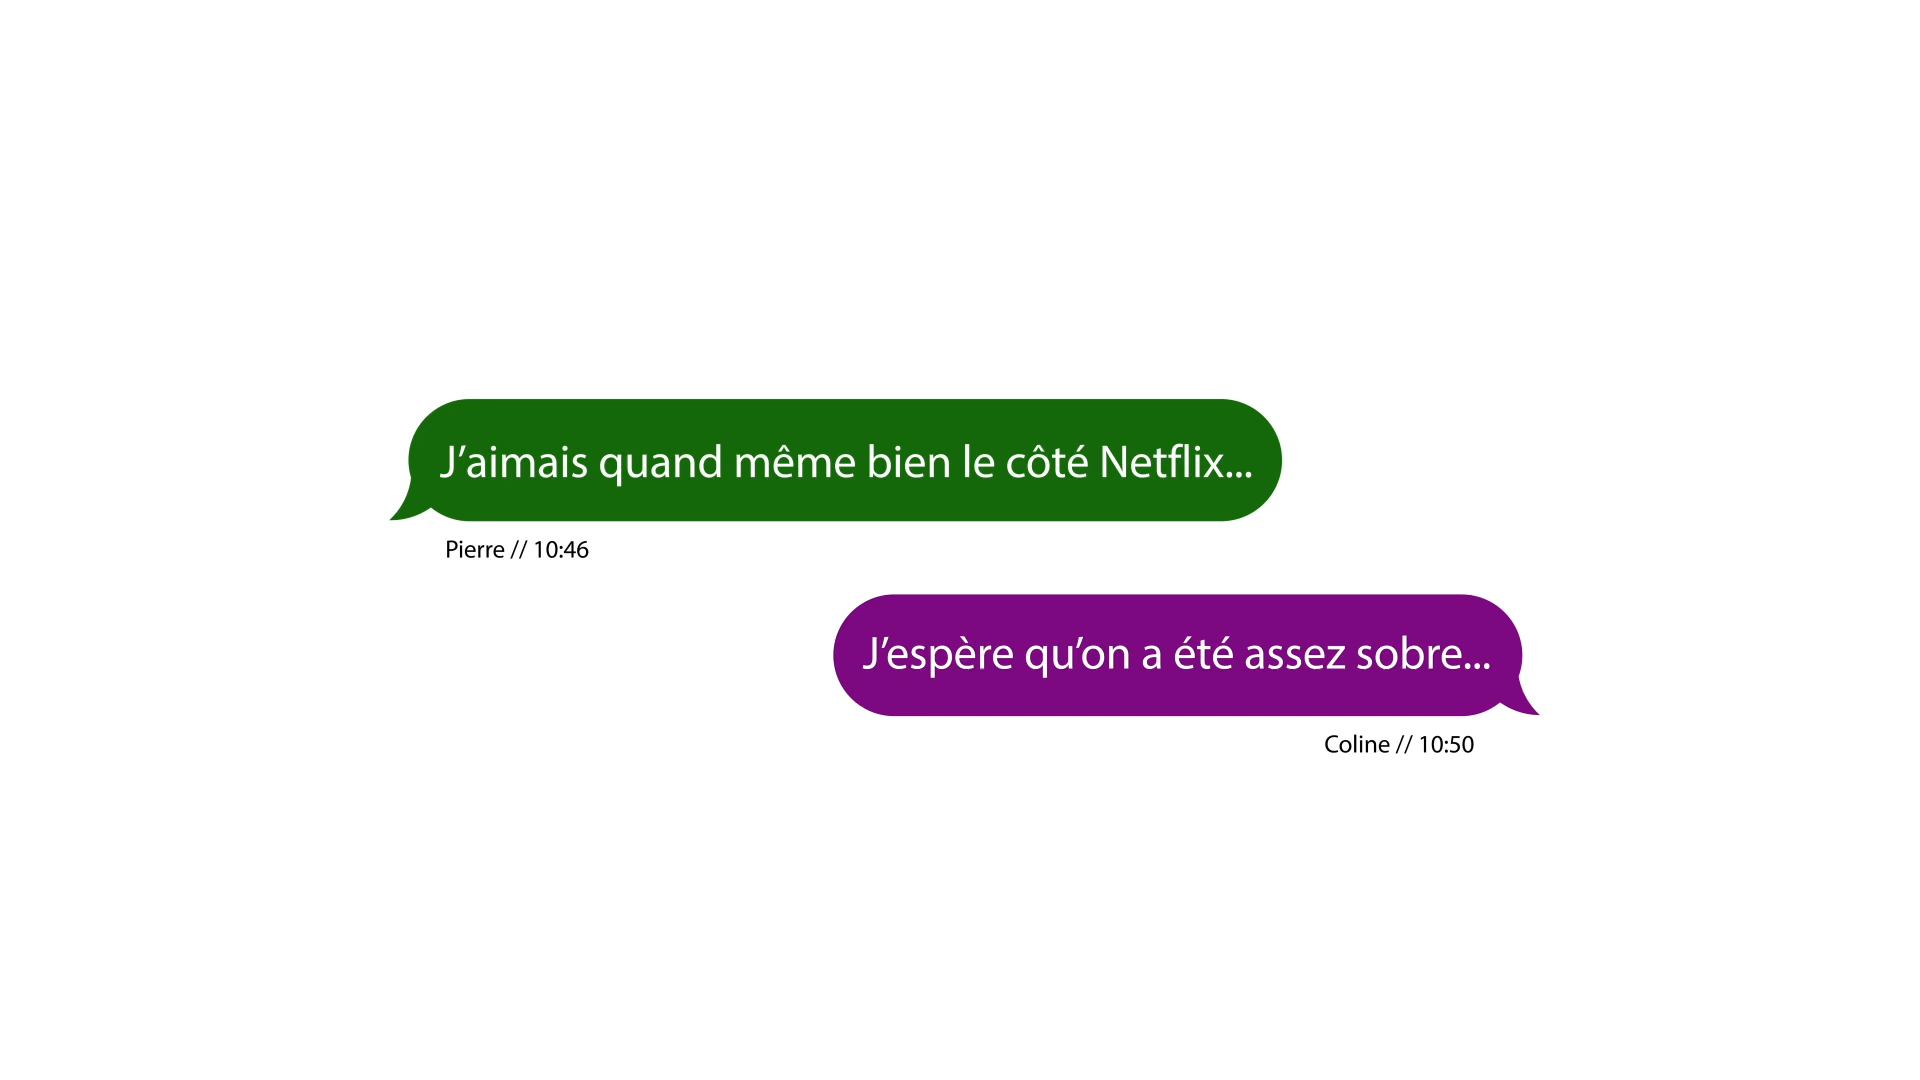 J’aimais quand même bien le côté Netflix...
Pierre // 10:46
J’espère qu’on a été assez sobre...
Coline // 10:50